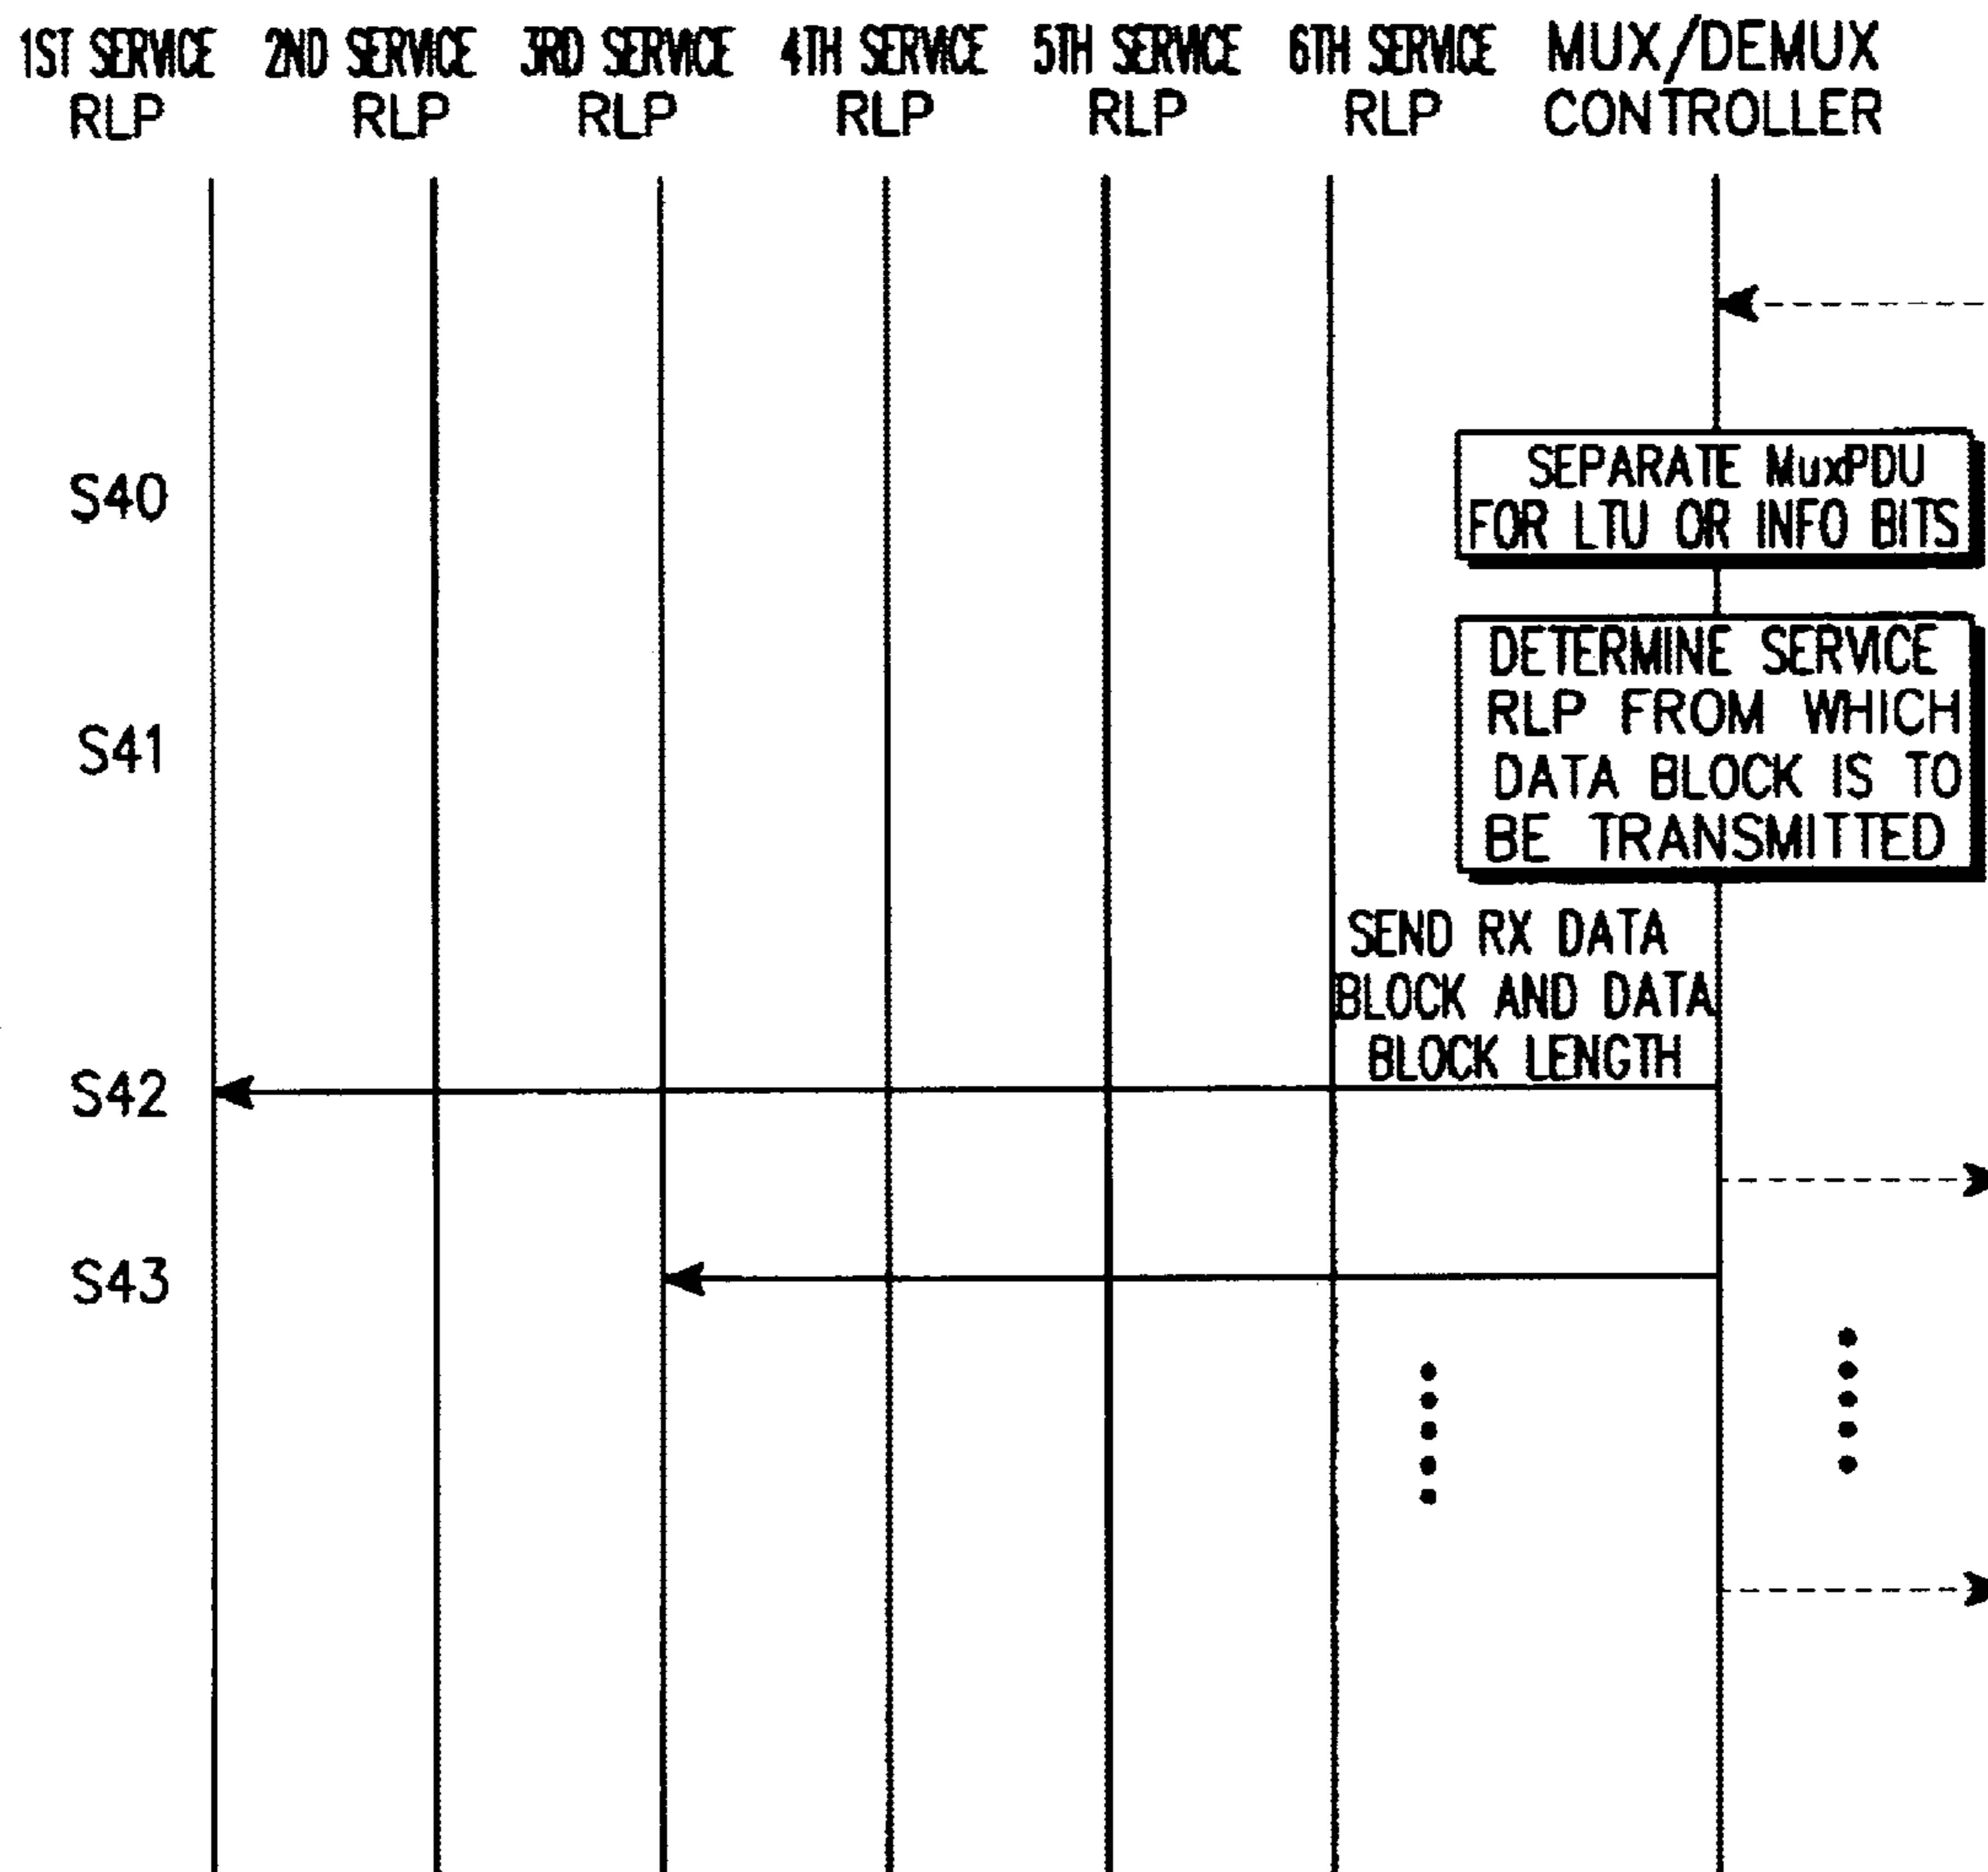 1ST SERVICE RLP
2ND SERVICE RLP
3RD SERVICE RLP
4TH SERVICE RLP
5TH SERVICE RLP
6TH SERVICE RLP
MUX/DEMUX
CONTROLLER
S40
SEPARATE MuxPDU
FOR LTU OR INFO BITS
S41
DETERMINE SERVICE
RLP FROM WHICH
DATA BLOCK IS TO
BE TRANSMITTED
SEND RX DATA
BLOCK AND DATA
BLOCK LENGTH
S42
S43